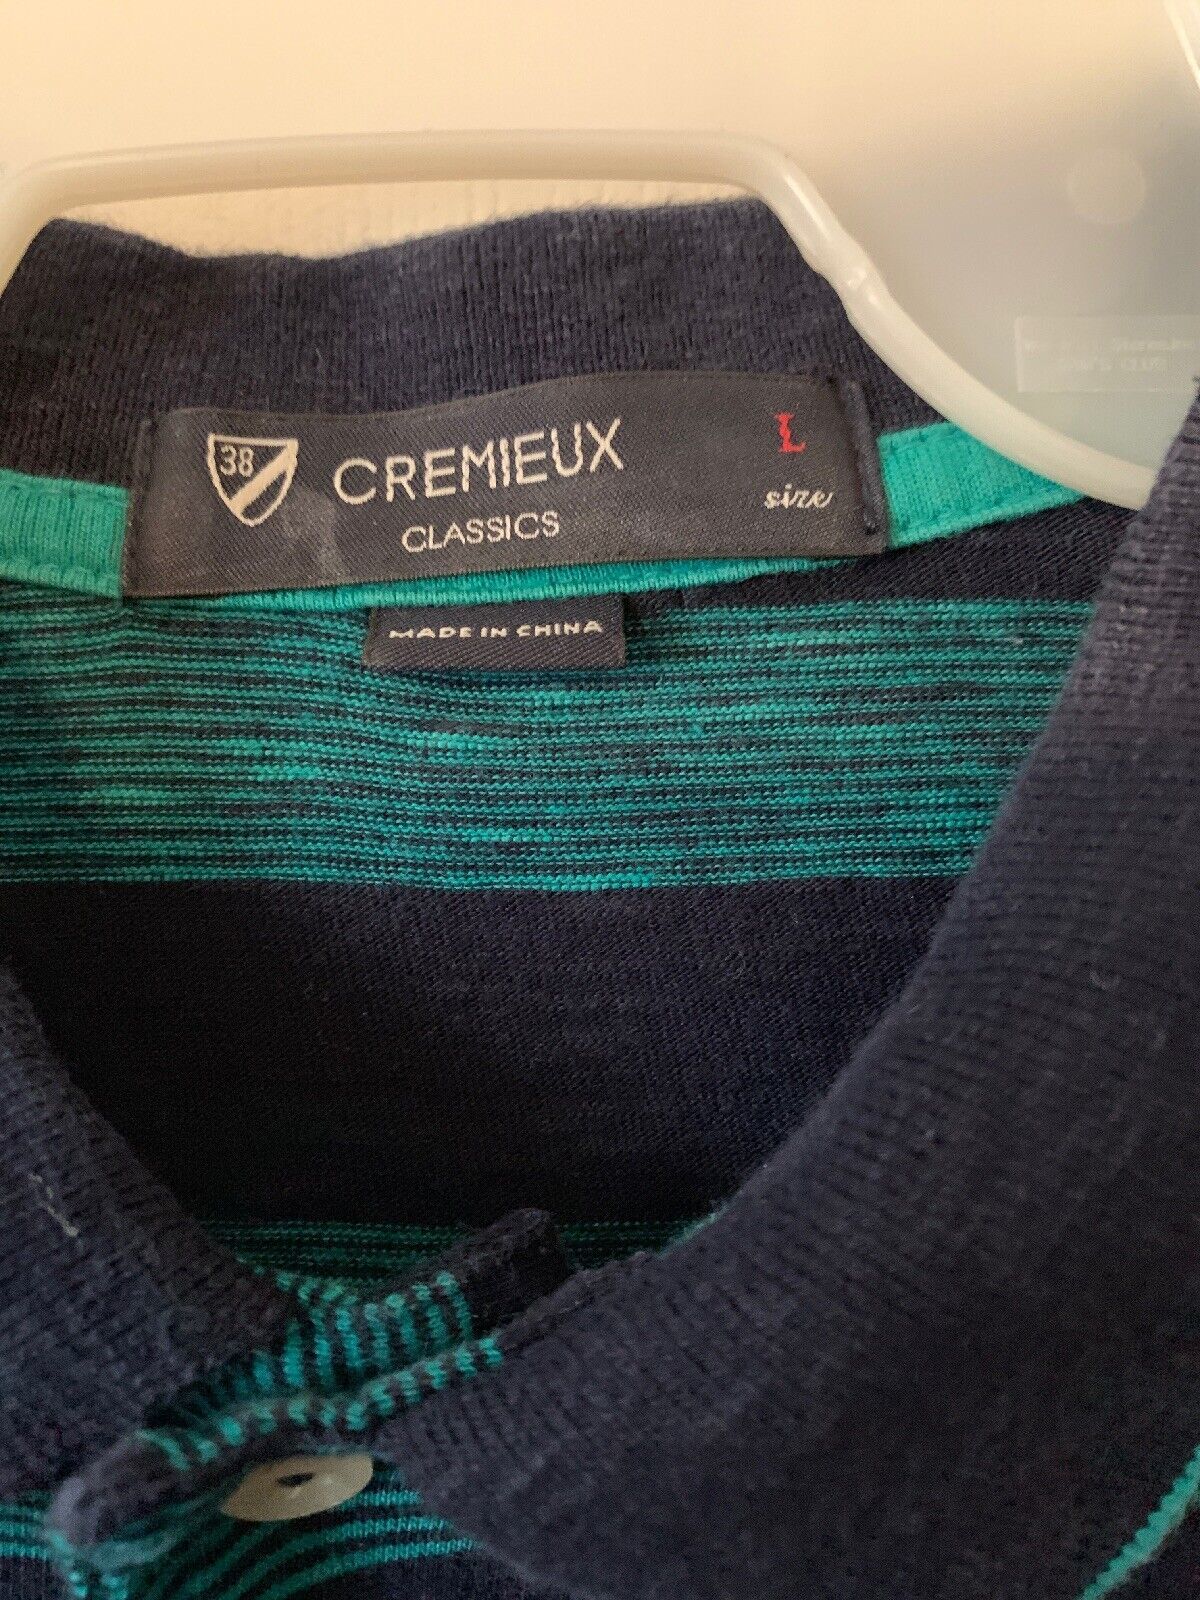 38
CREMIEUX
CLASSICS
L
size
MADE IN CHINA